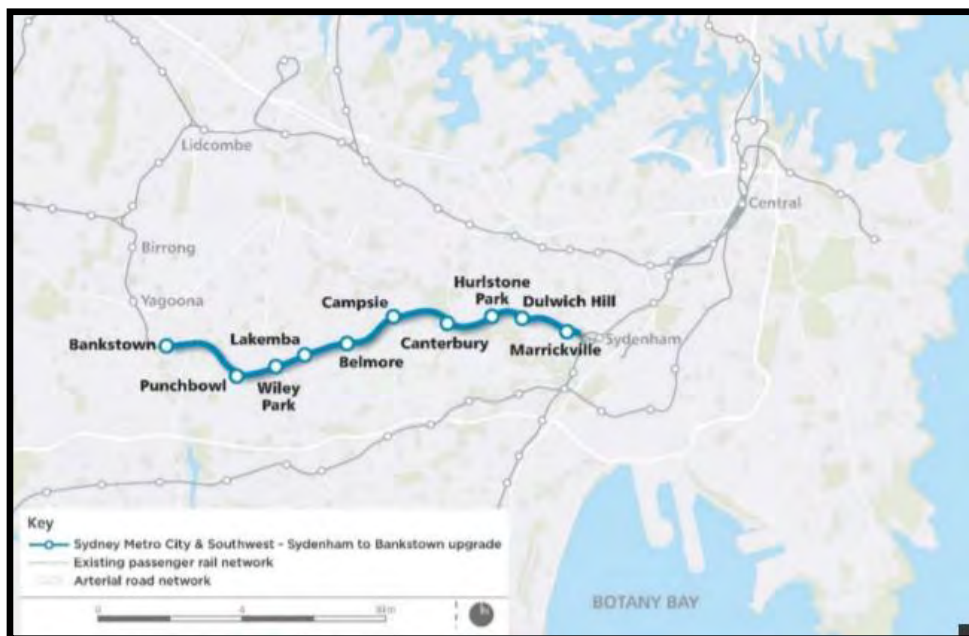 Lidcombe
Central
Birrong
Yagoona
Hurlstone
Park
Dulwich Hill
Campsie
Bankstown
Lakemba
Canterbury
Sydenham
Belmore
Marrickville
Punchbowl
Wiley
Park
Key
Sydney Metro City & Southwest - Sydenham to Bankstown upgrade
Existing passenger rail network
Arterial road network
0
BOTANY BAY